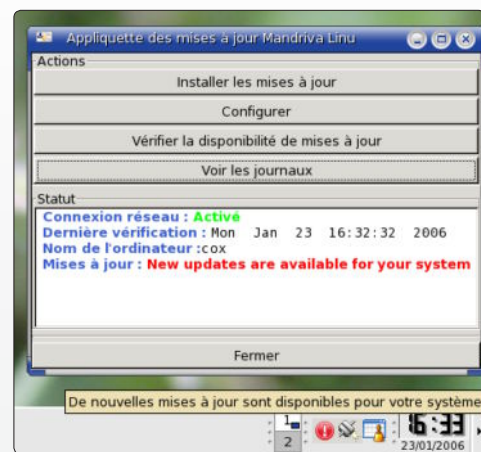 Appliquette des mises à jour Mandriva Linu
Actions
Installer les mises à jour
Configurer
Vérifier la disponibilité de mises à jour
Voir les journaux
Statut
Connexion réseau : Activé
Dernière vérification : Mon Jan 23 16:32:32 2006
Nom de l'ordinateur :cox
Mises à jour : New updates are available for your system
Fermer
De nouvelles mises à jour sont disponibles pour votre système
1
2
16:33
23/01/2006